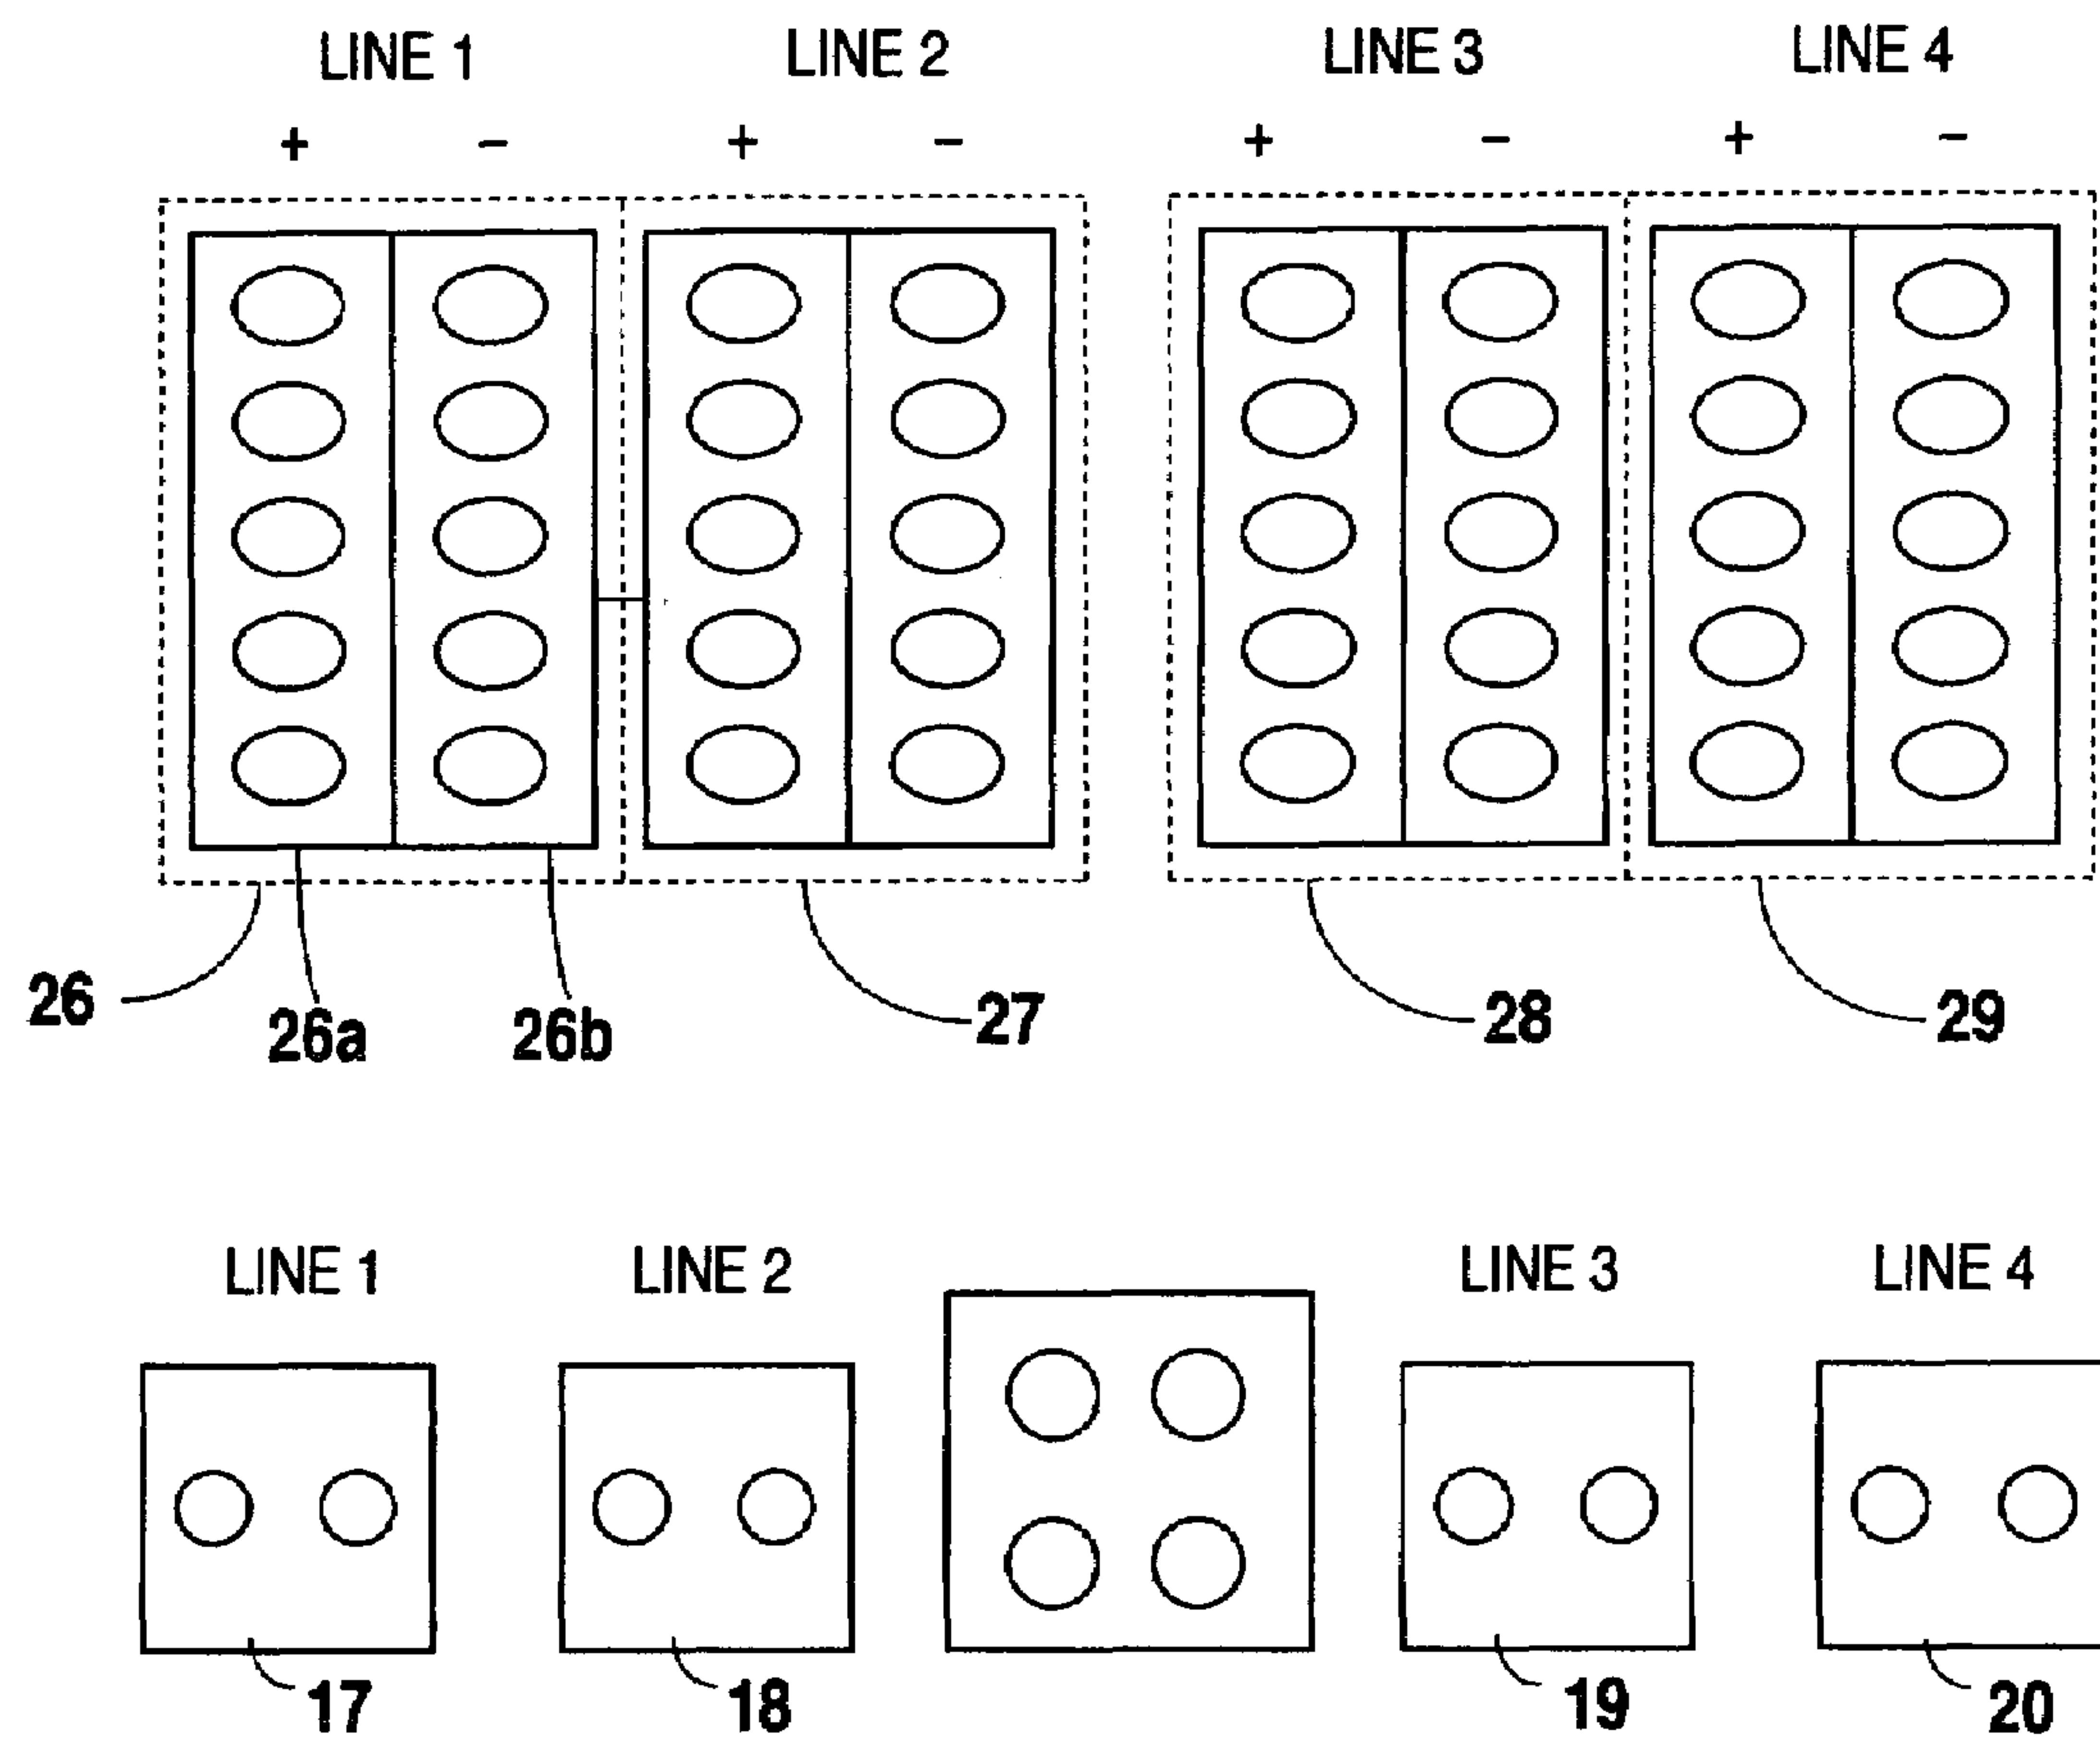 LINE 1 LINE 2 LINE 3 LINE 4
+ − + − + − + −
26 26a 26b 27 28 29
LINE 1 LINE 2 LINE 3 LINE 4
17 18 19 20